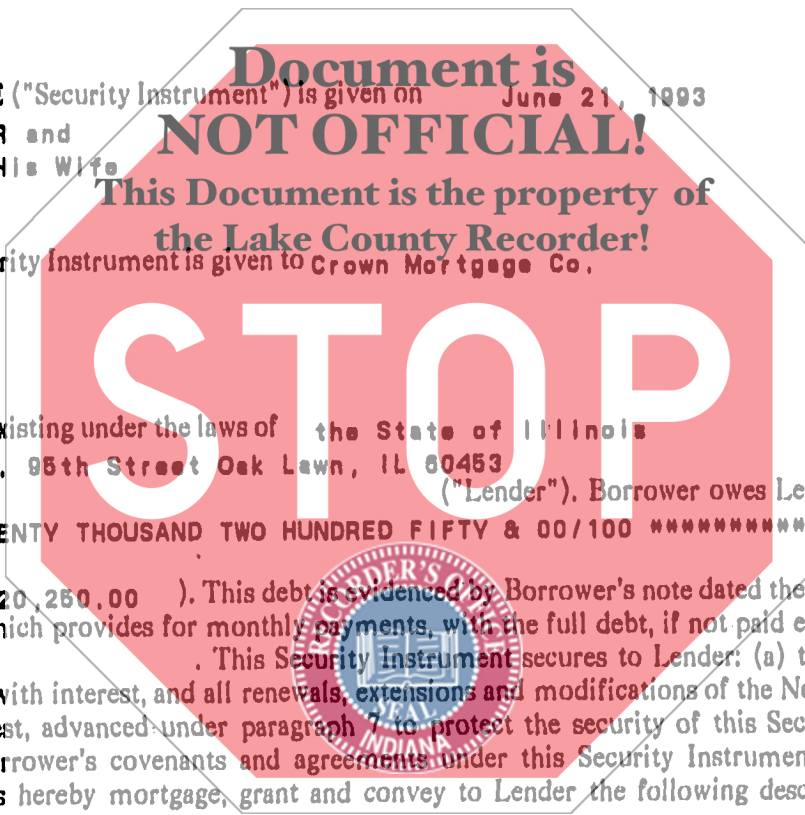 Document is
("Security Instrument") is given on June 21, 1993
NOT OFFICIAL!
R and
His Wife
This Document is the property of
the Lake County Recorder!
rity Instrument is given to Crown Mortgage Co.
STOP
xisting under the laws of the State of Illinois
. 95th Street Oak Lawn, IL 60453
("Lender"). Borrower owes Le
ENTY THOUSAND TWO HUNDRED FIFTY & 00/100 ##########
20,250.00 ). This debt is evidenced by Borrower's note dated the
hich provides for monthly payments, with the full debt, if not paid e
. This Security Instrument secures to Lender: (a) t
with interest, and all renewals, extensions and modifications of the No
est, advanced under paragraph 7 to protect the security of this Sec
rrower's covenants and agreements under this Security Instrumen
s hereby mortgage, grant and convey to Lender the following desc
RECORDER'S OFFICE
SEAL
INDIANA